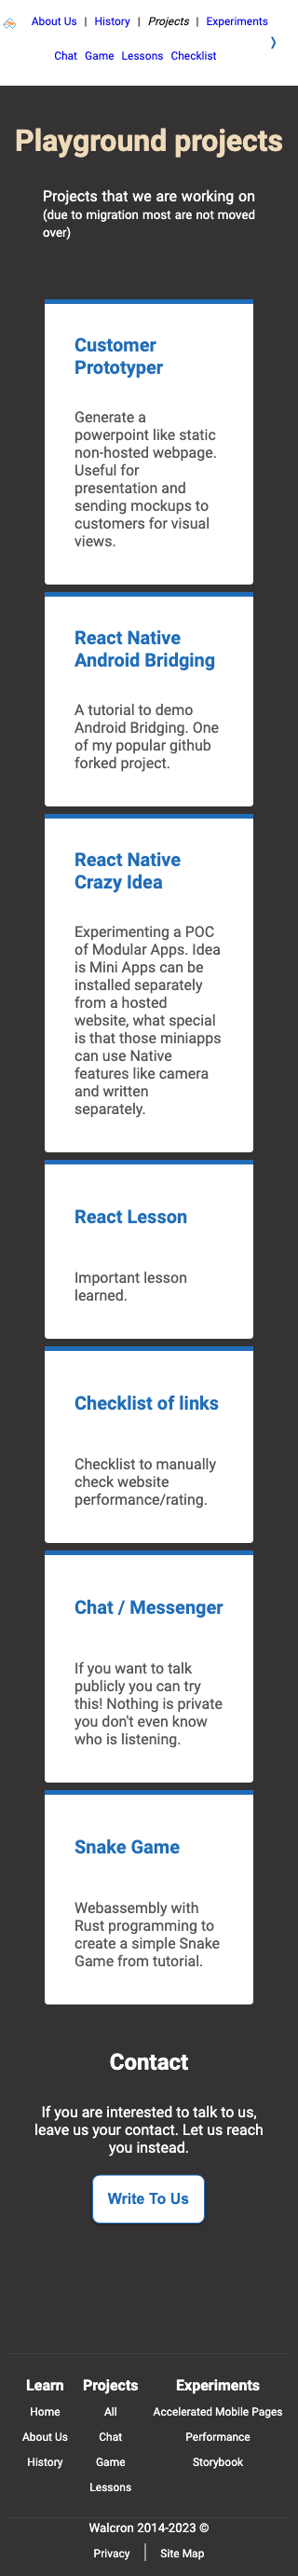 About Us | History | Projects | Experiments
Chat Game Lessons Checklist
Playground projects
Projects that we are working on
(due to migration most are not moved
over)
Customer
Prototyper
Generate a
powerpoint like static
non-hosted webpage.
Useful for
presentation and
sending mockups to
customers for visual
views.
React Native
Android Bridging
A tutorial to demo
Android Bridging. One
of my popular github
forked project.
React Native
Crazy Idea
Experimenting a POC
of Modular Apps. Idea
is Mini Apps can be
installed separately
from a hosted
website, what special
is that those miniapps
can use Native
features like camera
and written
separately.
React Lesson
Important lesson
learned.
Checklist of links
Checklist to manually
check website
performance/rating.
Chat / Messenger
If you want to talk
publicly you can try
this! Nothing is private
you don't even know
who is listening.
Snake Game
Webassembly with
Rust programming to
create a simple Snake
Game from tutorial.
Contact
If you are interested to talk to us,
leave us your contact. Let us reach
you instead.
Write To Us
Learn
Home
About Us
History
Projects
All
Chat
Game
Lessons
Experiments
Accelerated Mobile Pages
Performance
Storybook
Walcron 2014-2023 ©
Privacy | Site Map